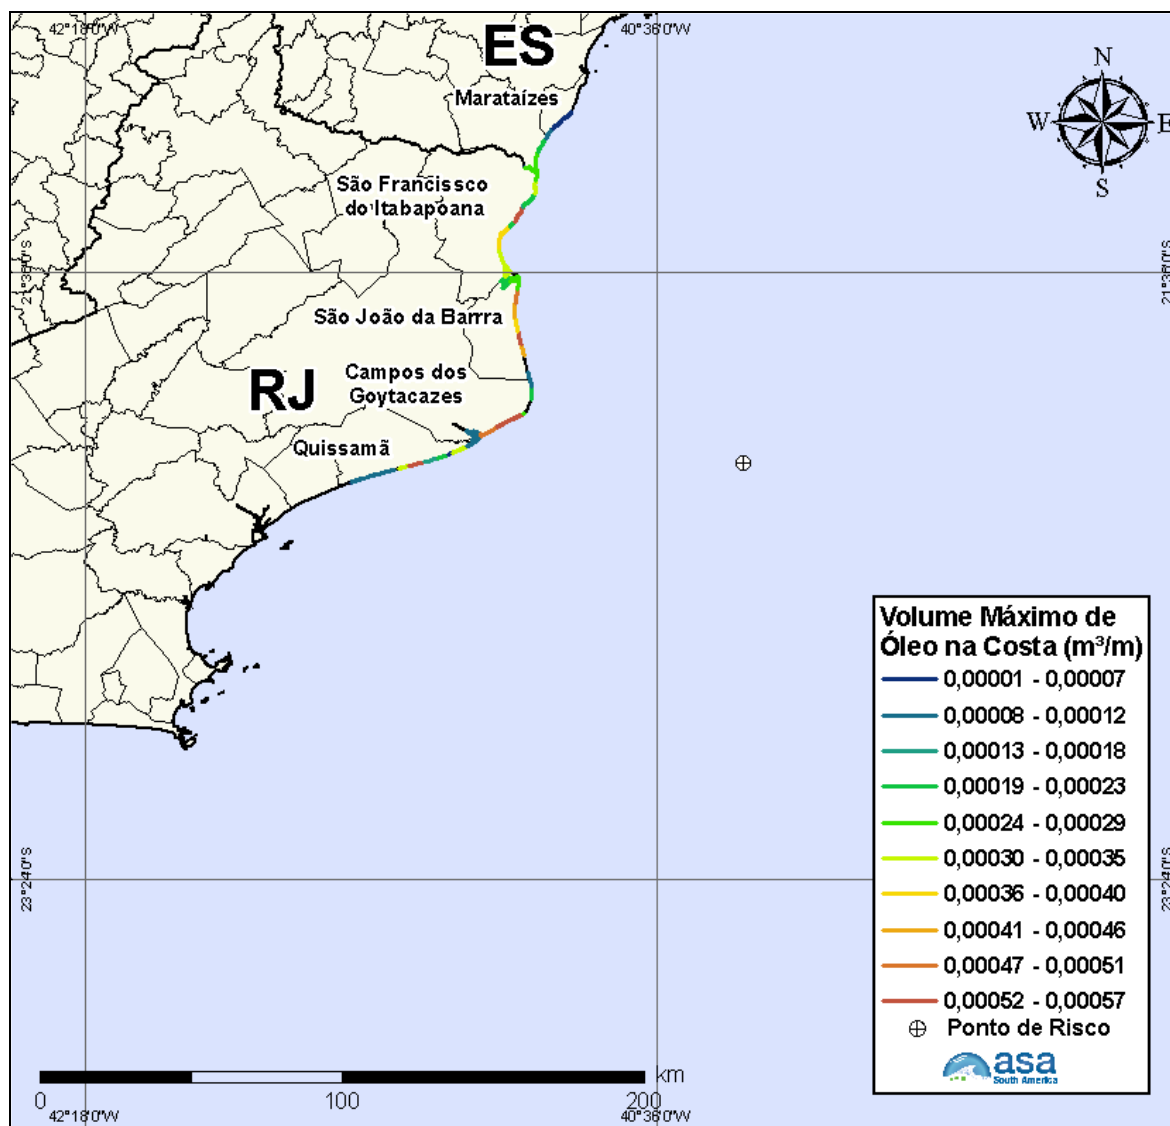 42°18'0"W
40°36'0"W
ES
Marataízes
N
W
E
S
São Francissco
do Itabapoana
21°36'0"S
21°36'0"S
São João da Barrra
Campos dos
Goytacazes
RJ
Quissamã
Volume Máximo de
Óleo na Costa (m³/m)
0,00001 - 0,00007
0,00008 - 0,00012
0,00013 - 0,00018
0,00019 - 0,00023
0,00024 - 0,00029
0,00030 - 0,00035
0,00036 - 0,00040
0,00041 - 0,00046
0,00047 - 0,00051
0,00052 - 0,00057
Ponto de Risco
asa
South America
23°24'0"S
23°24'0"S
km
0
100
200
42°18'0"W
40°36'0"W